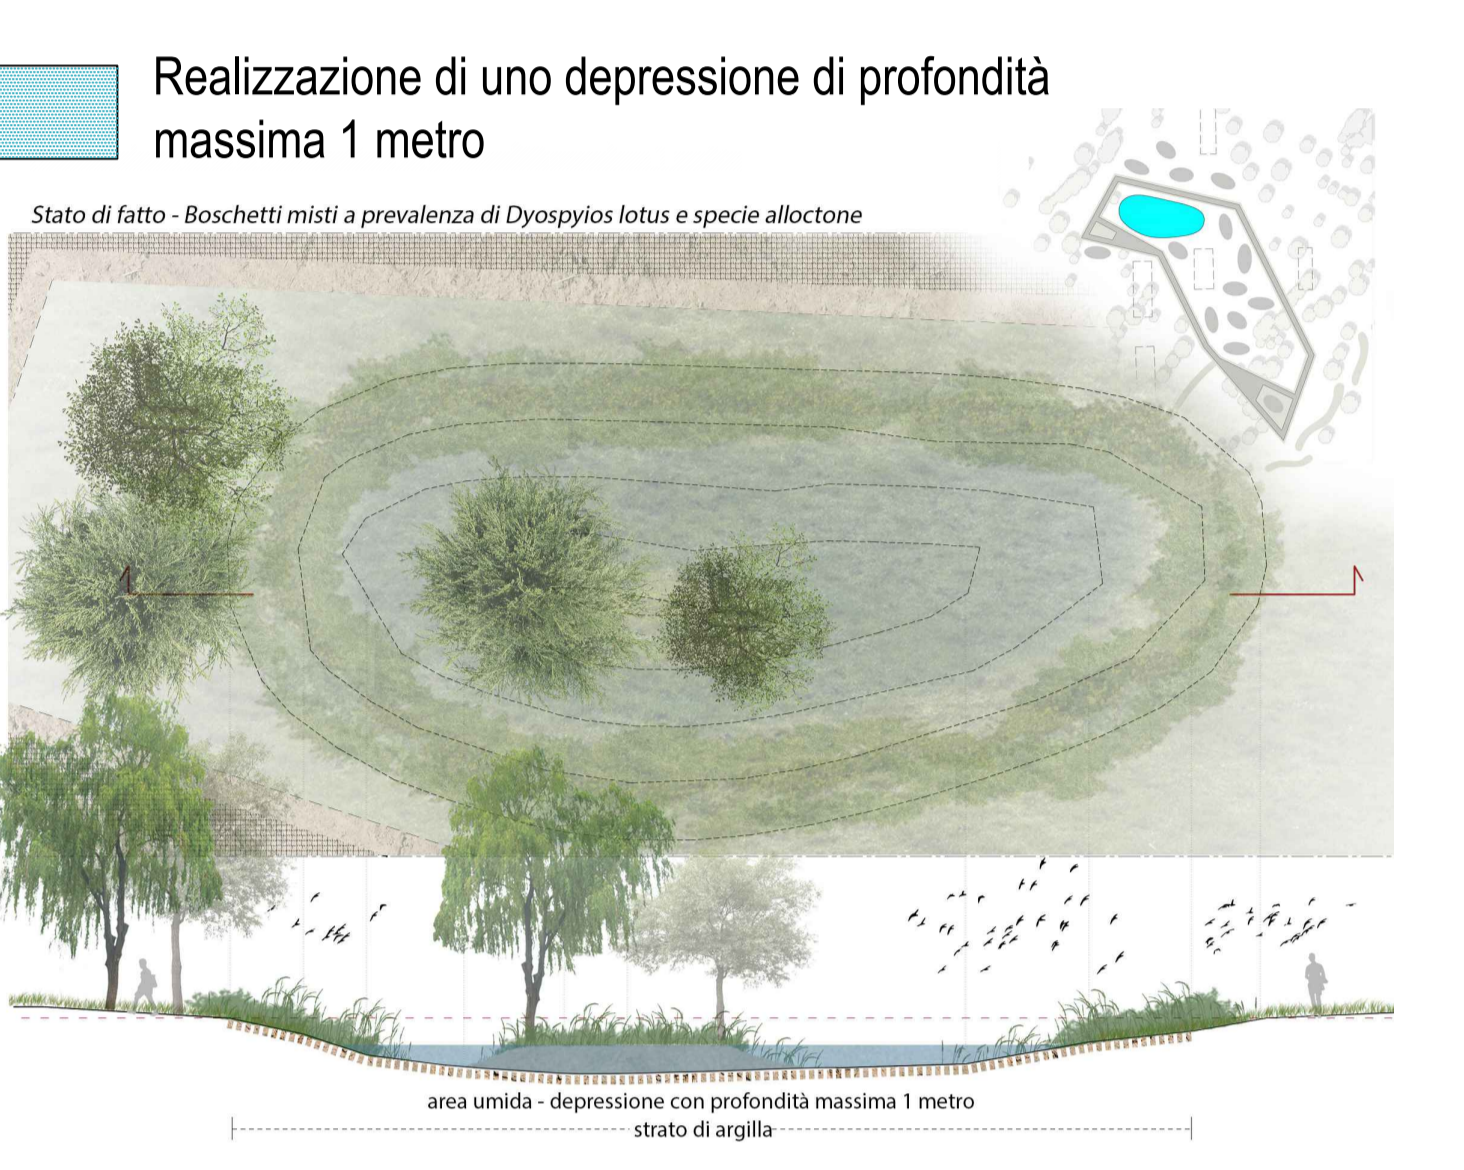 Realizzazione di uno depressione di profondità
massima 1 metro
Stato di fatto - Boschetti misti a prevalenza di Dyospyios lotus e specie alloctone
area umida - depressione con profondità massima 1 metro
strato di argilla